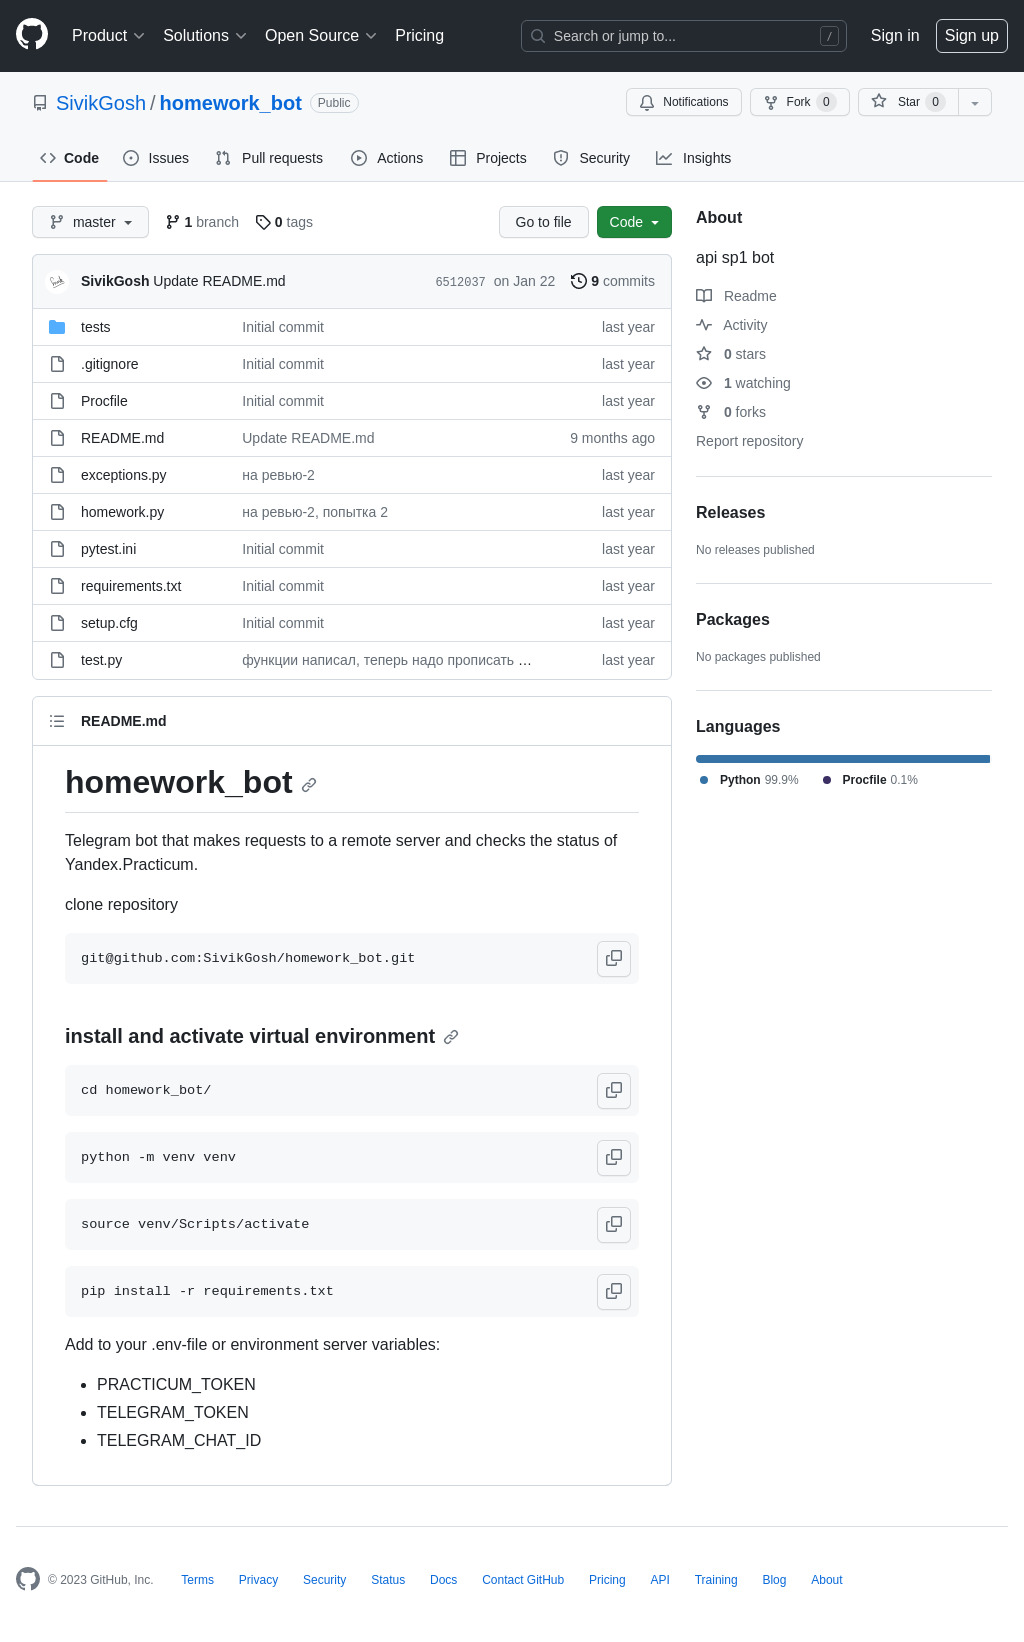 Product Solutions Open Source Pricing Search or jump to... / Sign in Sign up
SivikGosh / homework_bot Public Notifications Fork 0 Star 0
Code Issues Pull requests Actions Projects Security Insights
master 1 branch 0 tags Go to file Code
SivikGosh Update README.md 6512037 on Jan 22 9 commits
tests Initial commit last year
.gitignore Initial commit last year
Procfile Initial commit last year
README.md Update README.md 9 months ago
exceptions.py на ревью-2 last year
homework.py на ревью-2, попытка 2 last year
pytest.ini Initial commit last year
requirements.txt Initial commit last year
setup.cfg Initial commit last year
test.py функции написал, теперь надо прописать … last year
README.md
homework_bot
Telegram bot that makes requests to a remote server and checks the status of
Yandex.Practicum.
clone repository
git@github.com:SivikGosh/homework_bot.git
install and activate virtual environment
cd homework_bot/
python -m venv venv
source venv/Scripts/activate
pip install -r requirements.txt
Add to your .env-file or environment server variables:
• PRACTICUM_TOKEN
• TELEGRAM_TOKEN
• TELEGRAM_CHAT_ID
About
api sp1 bot
Readme
Activity
0 stars
1 watching
0 forks
Report repository
Releases
No releases published
Packages
No packages published
Languages
Python 99.9% Procfile 0.1%
© 2023 GitHub, Inc. Terms Privacy Security Status Docs Contact GitHub Pricing API Training Blog About